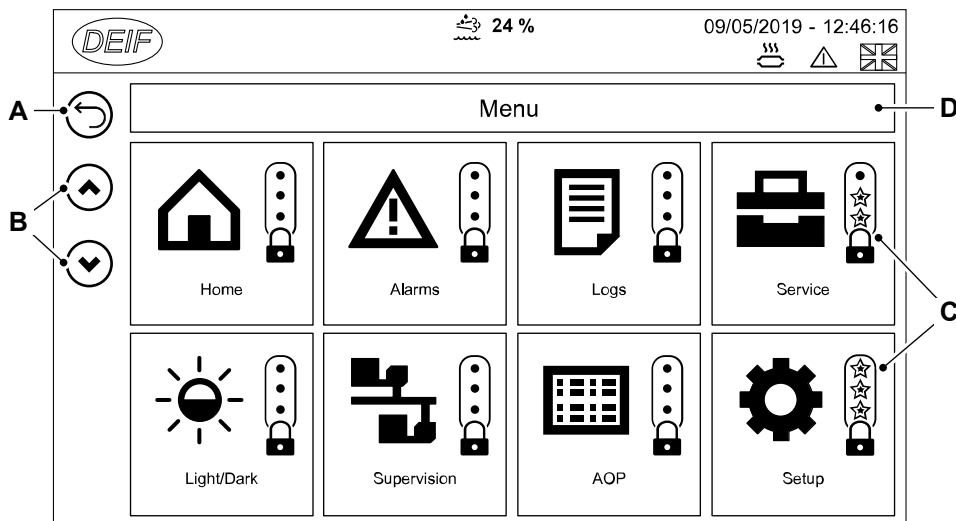 DEIF
24 %
09/05/2019 - 12:46:16
A
Menu
D
B
Home
Alarms
Logs
Service
C
Light/Dark
Supervision
AOP
Setup